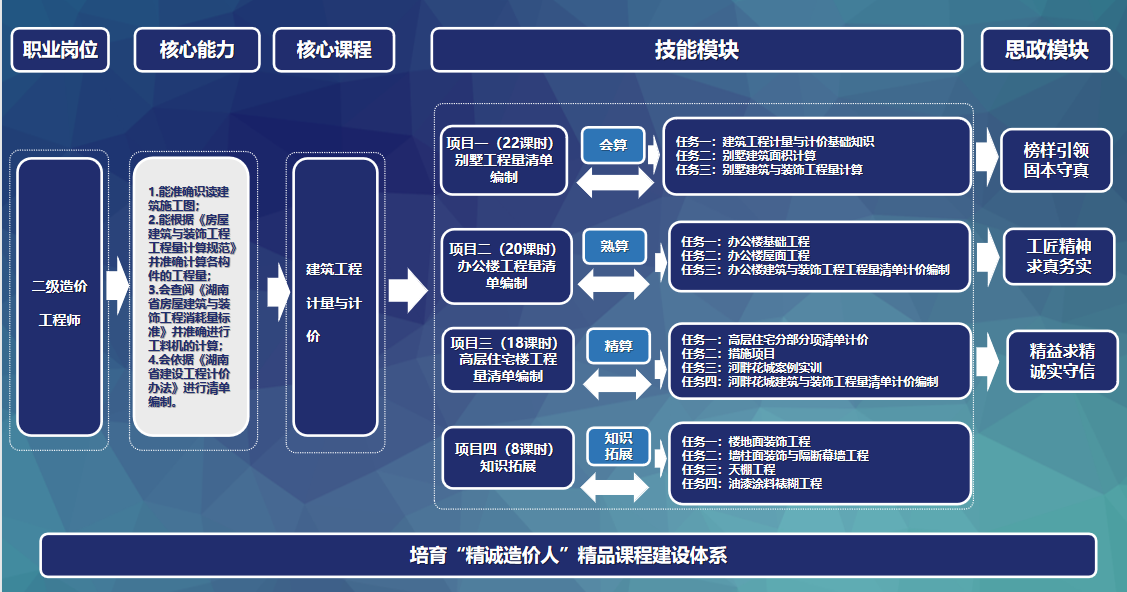 职业岗位
核心能力
核心课程
技能模块
思政模块
二级造价
工程师
1.能准确识读建
筑施工图；
2.能根据《房屋
建筑与装饰工程
工程量计算规范》
并准确计算各构
件的工程量；
3.会查阅《湖南
省房屋建筑与装
饰工程消耗量标
准》并准确进行
工料机的计算；
4.会依据《湖南
省建设工程计价
办法》进行清单
编制。
建筑工程
计量与计
价
项目一（22课时）
别墅工程量清单
编制
会算
任务一：建筑工程计量与计价基础知识
任务二：别墅建筑面积计算
任务三：别墅建筑与装饰工程量计算
榜样引领
固本守真
项目二（20课时）
办公楼工程量清
单编制
熟算
任务一：办公楼基础工程
任务二：办公楼屋面工程
任务三：办公楼建筑与装饰工程工程量清单计价编制
工匠精神
求真务实
项目三（18课时）
高层住宅楼工程
量清单编制
精算
任务一：高层住宅分部分项清单计价
任务二：措施项目
任务三：河畔花城案例实训
任务四：河畔花城建筑与装饰工程量清单计价编制
精益求精
诚实守信
项目四（8课时）
知识拓展
知识
拓展
任务一：楼地面装饰工程
任务二：墙柱面装饰与隔断幕墙工程
任务三：天棚工程
任务四：油漆涂料裱糊工程
培育“精诚造价人”精品课程建设体系